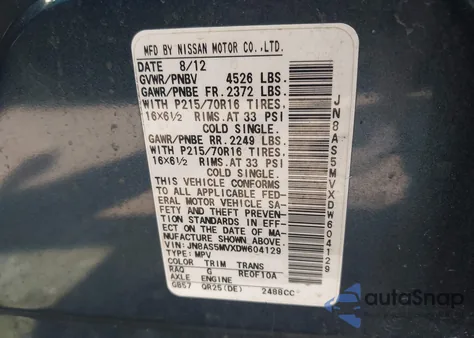 MFD BY NISSAN MOTOR CO.,LTD.
DATE 8/12
GVWR/PNBV 4526 LBS.
GAWR/PNBE FR. 2372 LBS.
WITH P215/70R16 TIRES.
16X6½ RIMS. AT 33 PSI
COLD SINGLE.
GAWR/PNBE RR. 2249 LBS.
WITH P215/70R16 TIRES.
16X6½ RIMS. AT 33 PSI
COLD SINGLE.
THIS VEHICLE CONFORMS
TO ALL APPLICABLE FED-
ERAL MOTOR VEHICLE SA-
FETY AND THEFT PREVEN-
TION STANDARDS IN EFF-
ECT ON THE DATE OF MA-
NUFACTURE SHOWN ABOVE.
VIN: JN8AS5MVXDW604129
TYPE: MPV
COLOR TRIM TRANS
RAQ G RE0F10A
AXLE ENGINE
GB57 QR25(DE) 2488CC
JN8AS5MVXDW604129
autoSnap